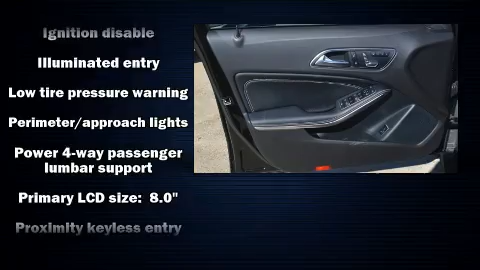 Ignition disable
Illuminated entry
Low tire pressure warning
Perimeter/approach lights
Power 4-way passenger
lumbar support
Primary LCD size:  8.0"
Proximity keyless entry